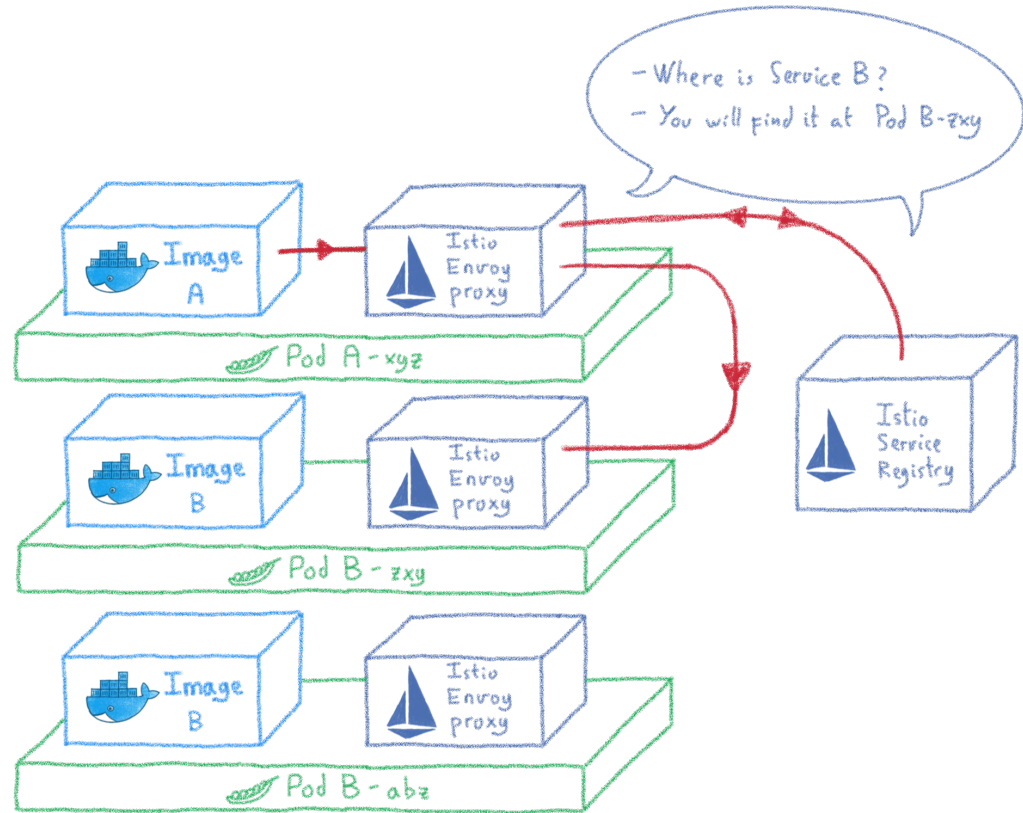 - Where is Service B?
- You will find it at Pod B-zxy
Image
A
Istio
Envoy
proxy
Pod A-xyz
Image
B
Istio
Envoy
proxy
Pod B-zxy
Istio
Service
Registry
Image
B
Istio
Envoy
proxy
Pod B-abz